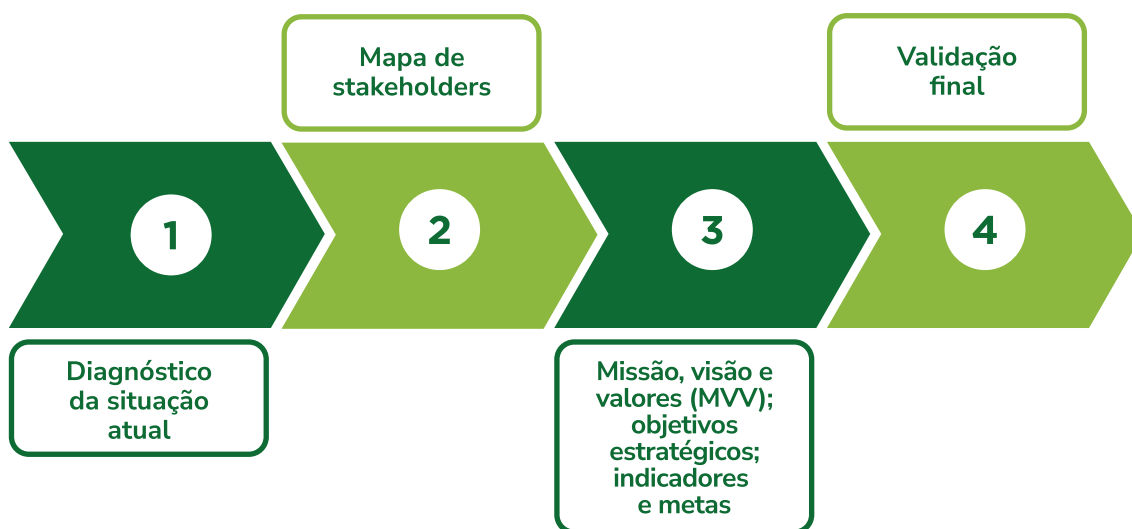 1
Diagnóstico
da situação
atual
2
Mapa de
stakeholders
3
Missão, visão e
valores (MVV);
objetivos
estratégicos;
indicadores
e metas
4
Validação
final